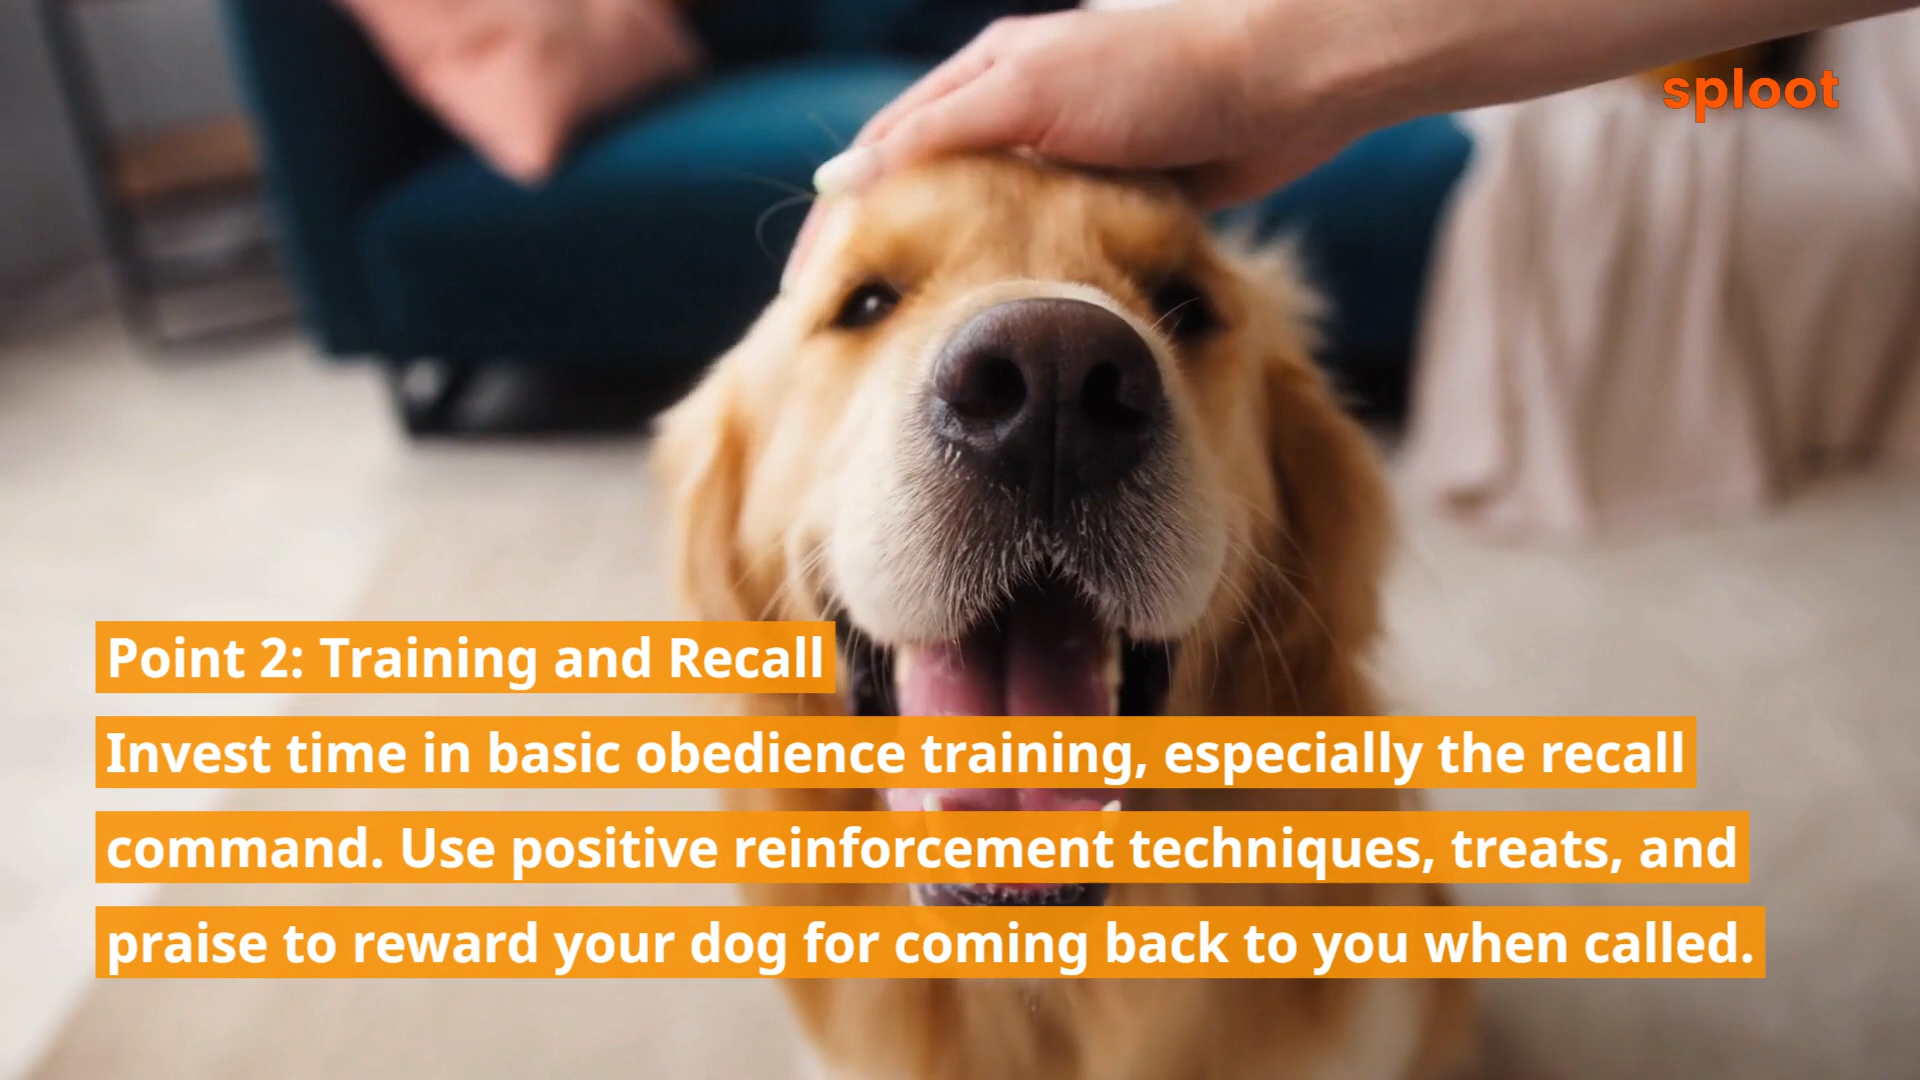 sploot
Point 2: Training and Recall
Invest time in basic obedience training, especially the recall
command. Use positive reinforcement techniques, treats, and
praise to reward your dog for coming back to you when called.